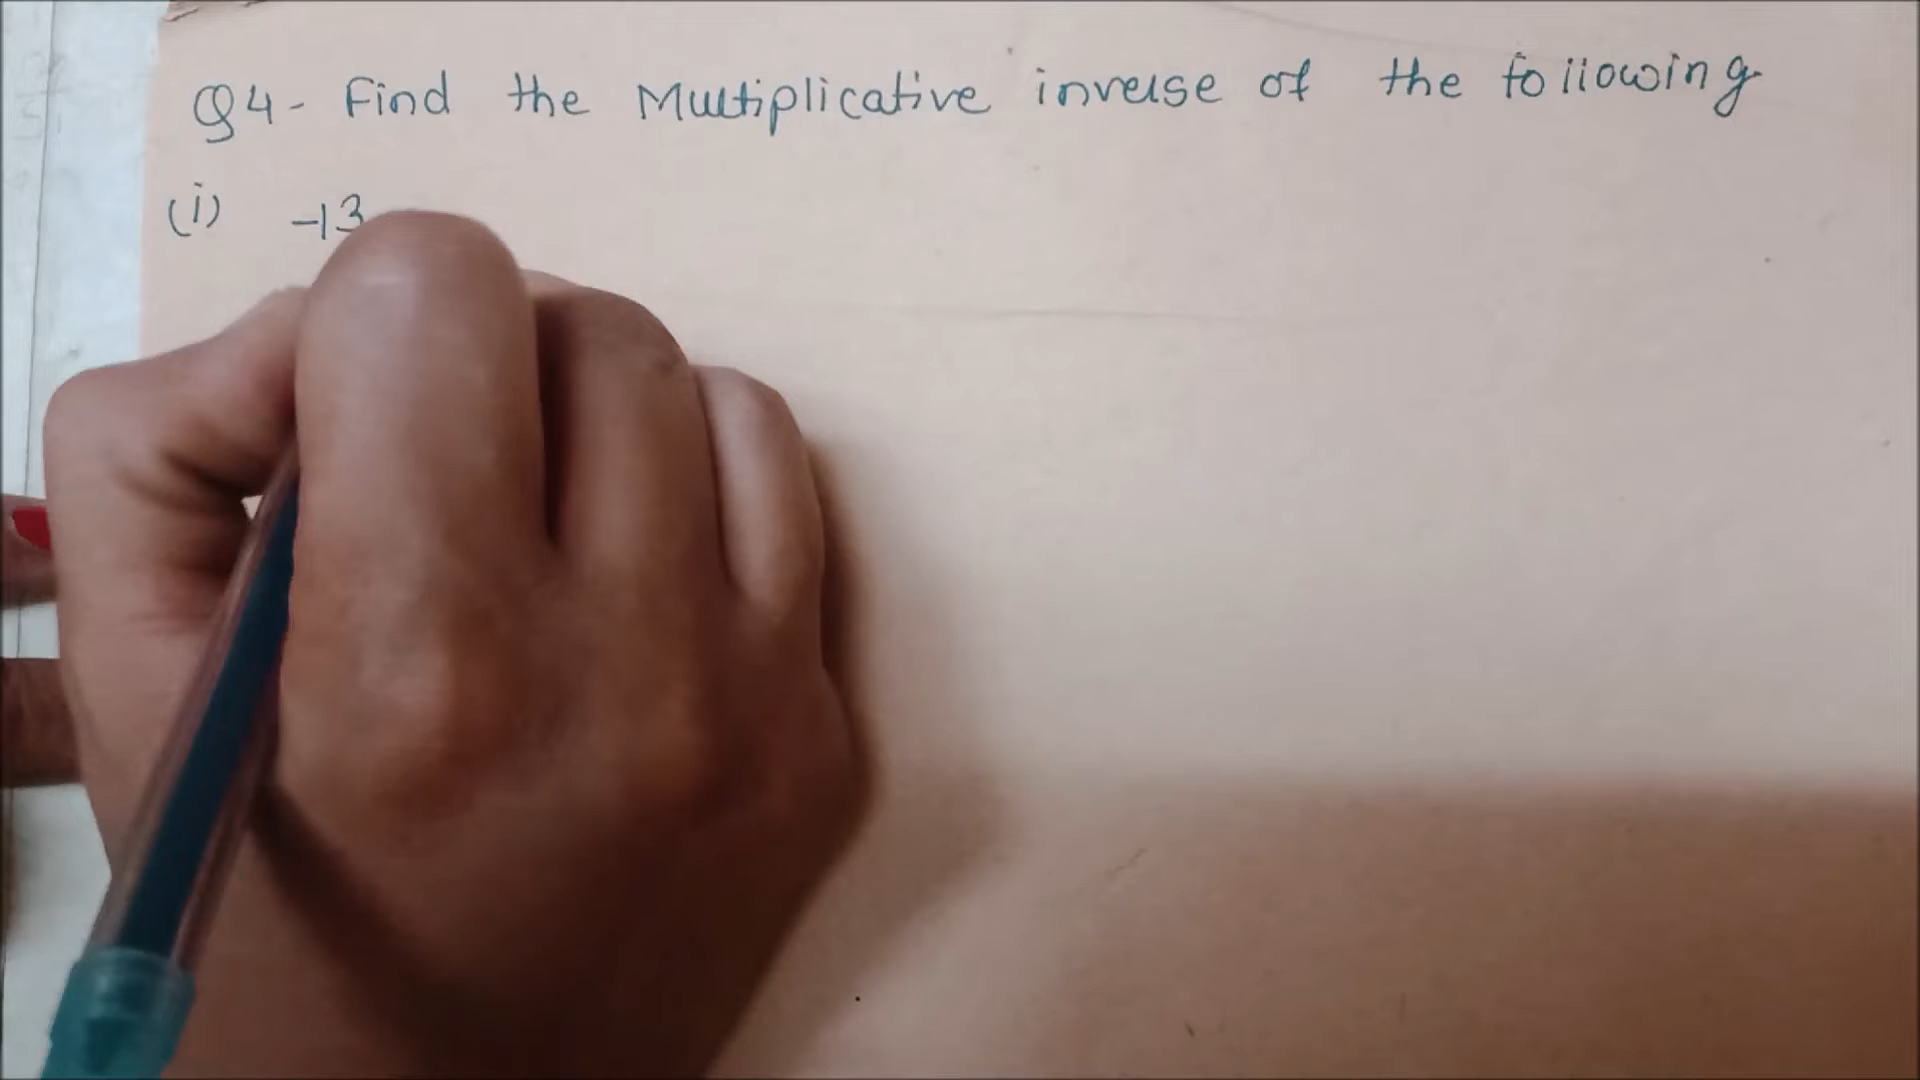 Q4- Find the Multiplicative inverse of the following
(i) -13